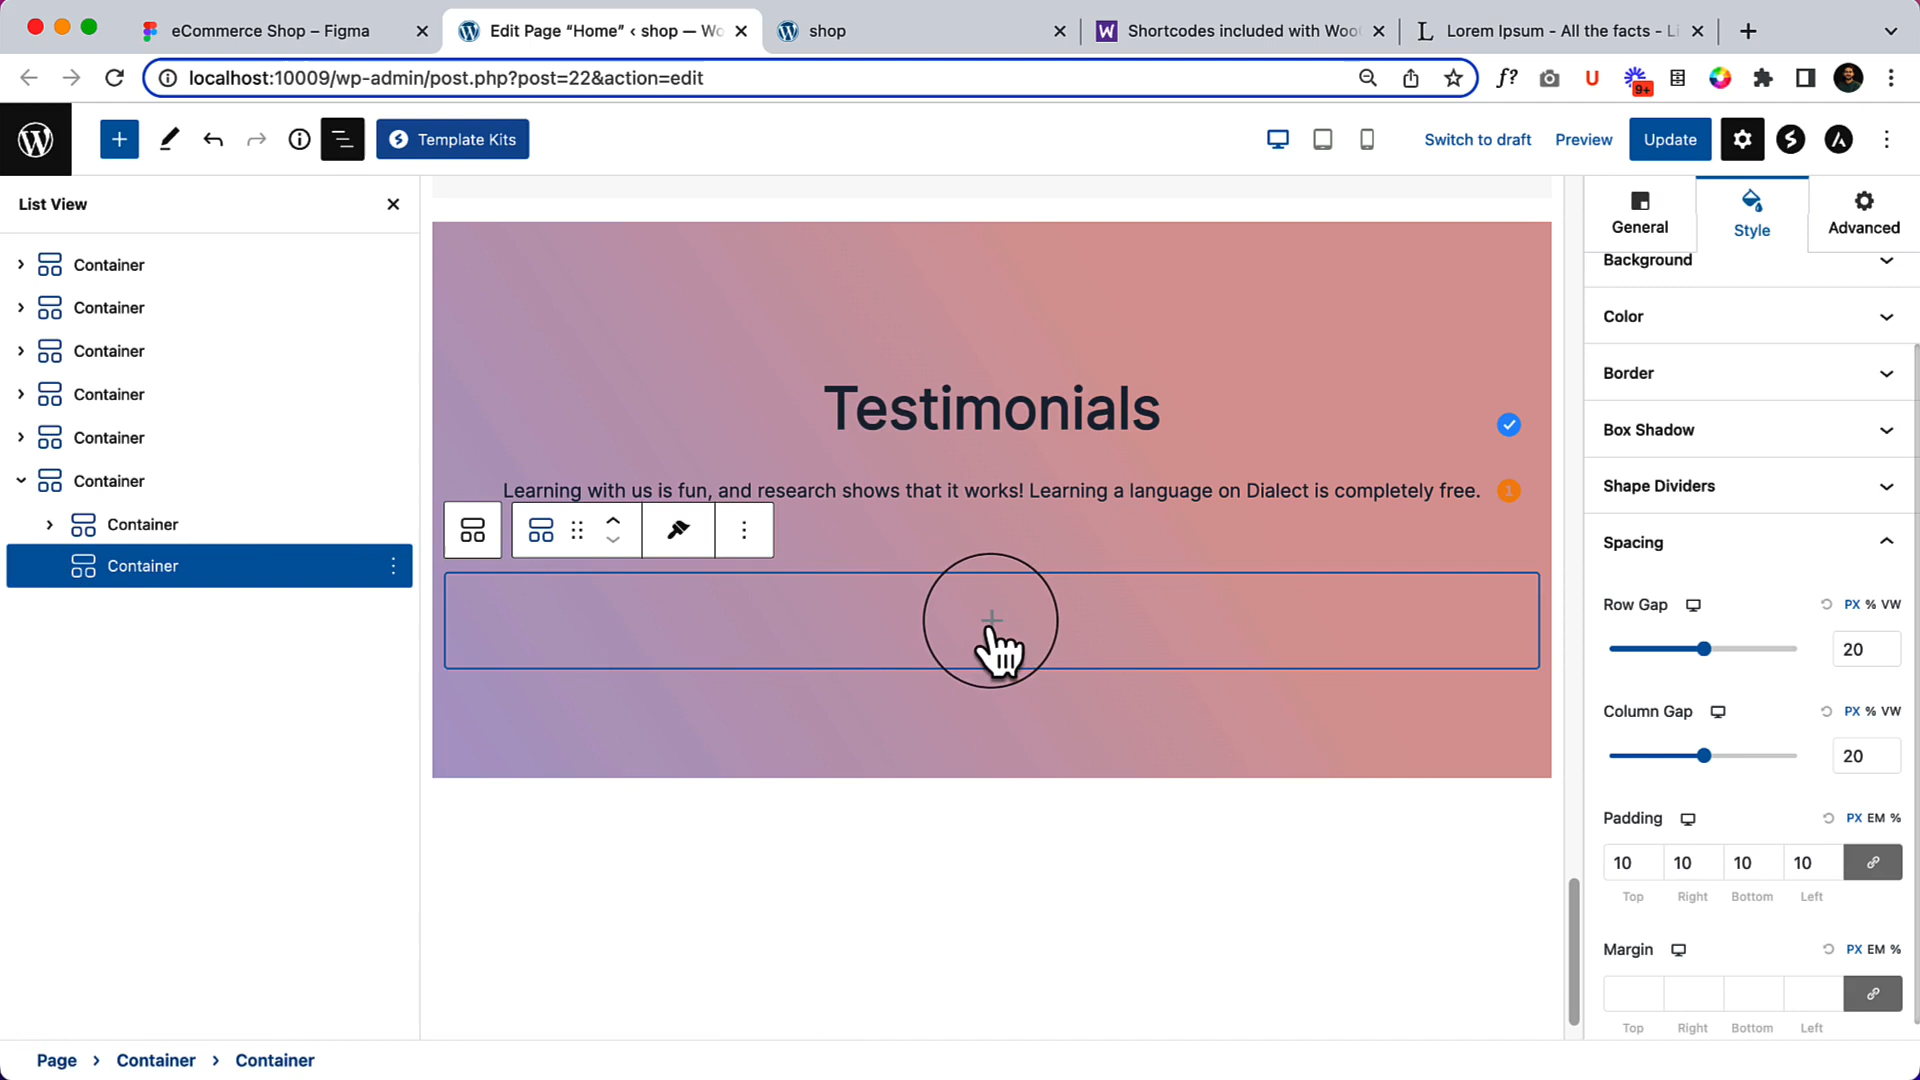 eCommerce Shop – Figma
Edit Page “Home” ‹ shop — Wo
shop
Shortcodes included with Woo
Lorem Ipsum - All the facts - Li
localhost:10009/wp-admin/post.php?post=22&action=edit
f?
U
9+
Template Kits
Switch to draft
Preview
Update
List View
General
Style
Advanced
Container
Container
Container
Container
Container
Container
Container
Container
Testimonials
Learning with us is fun, and research shows that it works! Learning a language on Dialect is completely free.
1
Background
Color
Border
Box Shadow
Shape Dividers
Spacing
Row Gap PX % VW
20
Column Gap PX % VW
20
Padding PX EM %
10 10 10 10
Top Right Bottom Left
Margin PX EM %
Top Right Bottom Left
Page › Container › Container